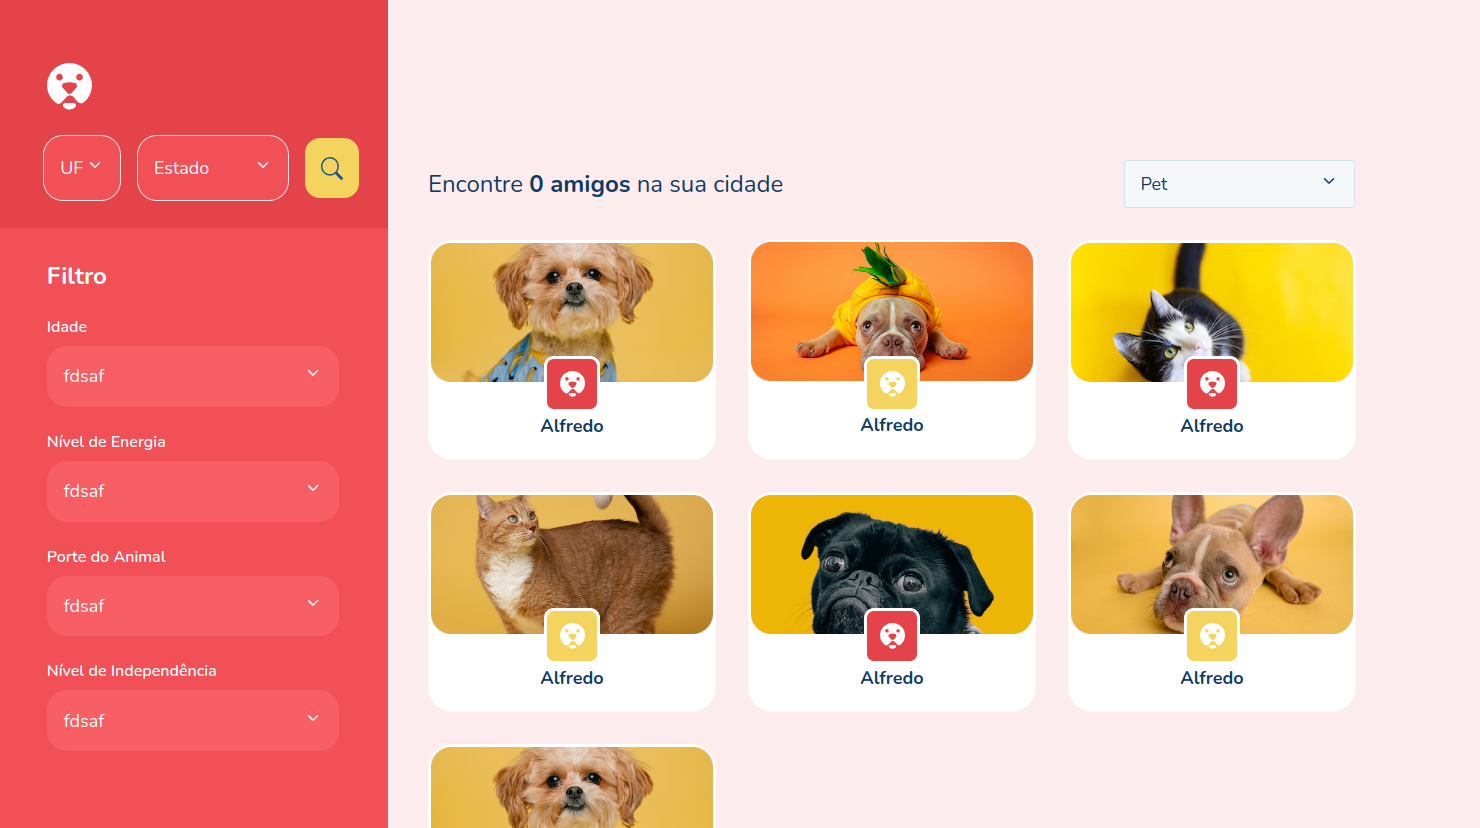 UF
Estado
Filtro
Idade
fdsaf
Nível de Energia
fdsaf
Porte do Animal
fdsaf
Nível de Independência
fdsaf
Encontre 0 amigos na sua cidade
Pet
Alfredo
Alfredo
Alfredo
Alfredo
Alfredo
Alfredo